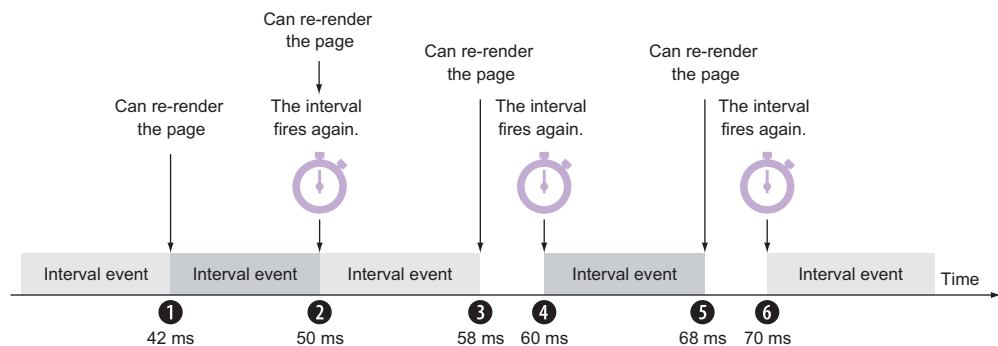 Can re-render
the page
Can re-render
the page
Can re-render
the page
Can re-render
the page
The interval
fires again.
The interval
fires again.
The interval
fires again.
Interval event
Interval event
Interval event
Interval event
Interval event
Time
1
2
3
4
5
6
42 ms
50 ms
58 ms
60 ms
68 ms
70 ms